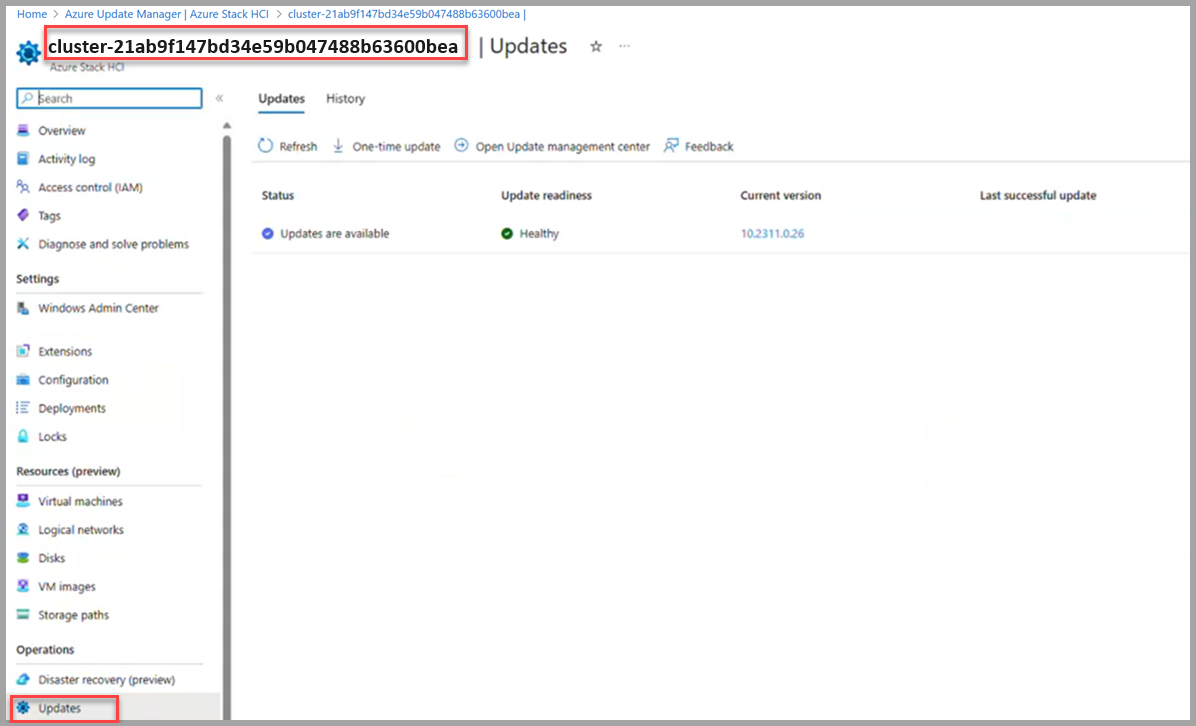 Home > Azure Update Manager | Azure Stack HCI > cluster-21ab9f147bd34e59b047488b63600bea |
cluster-21ab9f147bd34e59b047488b63600bea | Updates
Azure Stack HCI
Search
Overview
Activity log
Access control (IAM)
Tags
Diagnose and solve problems
Settings
Windows Admin Center
Extensions
Configuration
Deployments
Locks
Resources (preview)
Virtual machines
Logical networks
Disks
VM images
Storage paths
Operations
Disaster recovery (preview)
Updates
Updates History
Refresh One-time update Open Update management center Feedback
Status Update readiness Current version Last successful update
Updates are available Healthy 10.2311.0.26